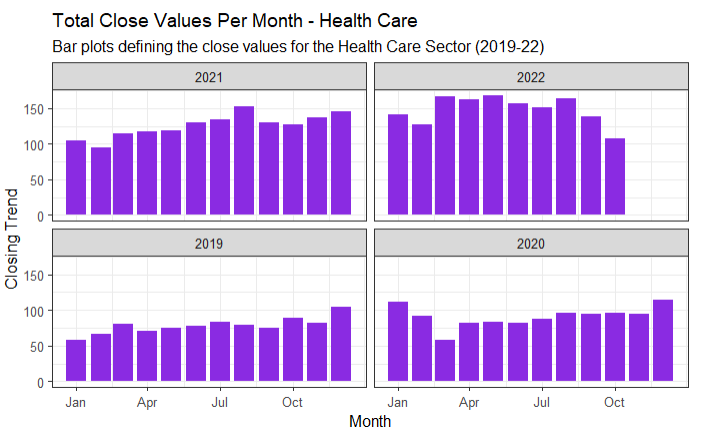 Total Close Values Per Month - Health Care
Bar plots defining the close values for the Health Care Sector (2019-22)
2021
2022
150
100
50
0
Closing Trend
2019
2020
150
100
50
0
Jan Apr Jul Oct
Jan Apr Jul Oct
Month